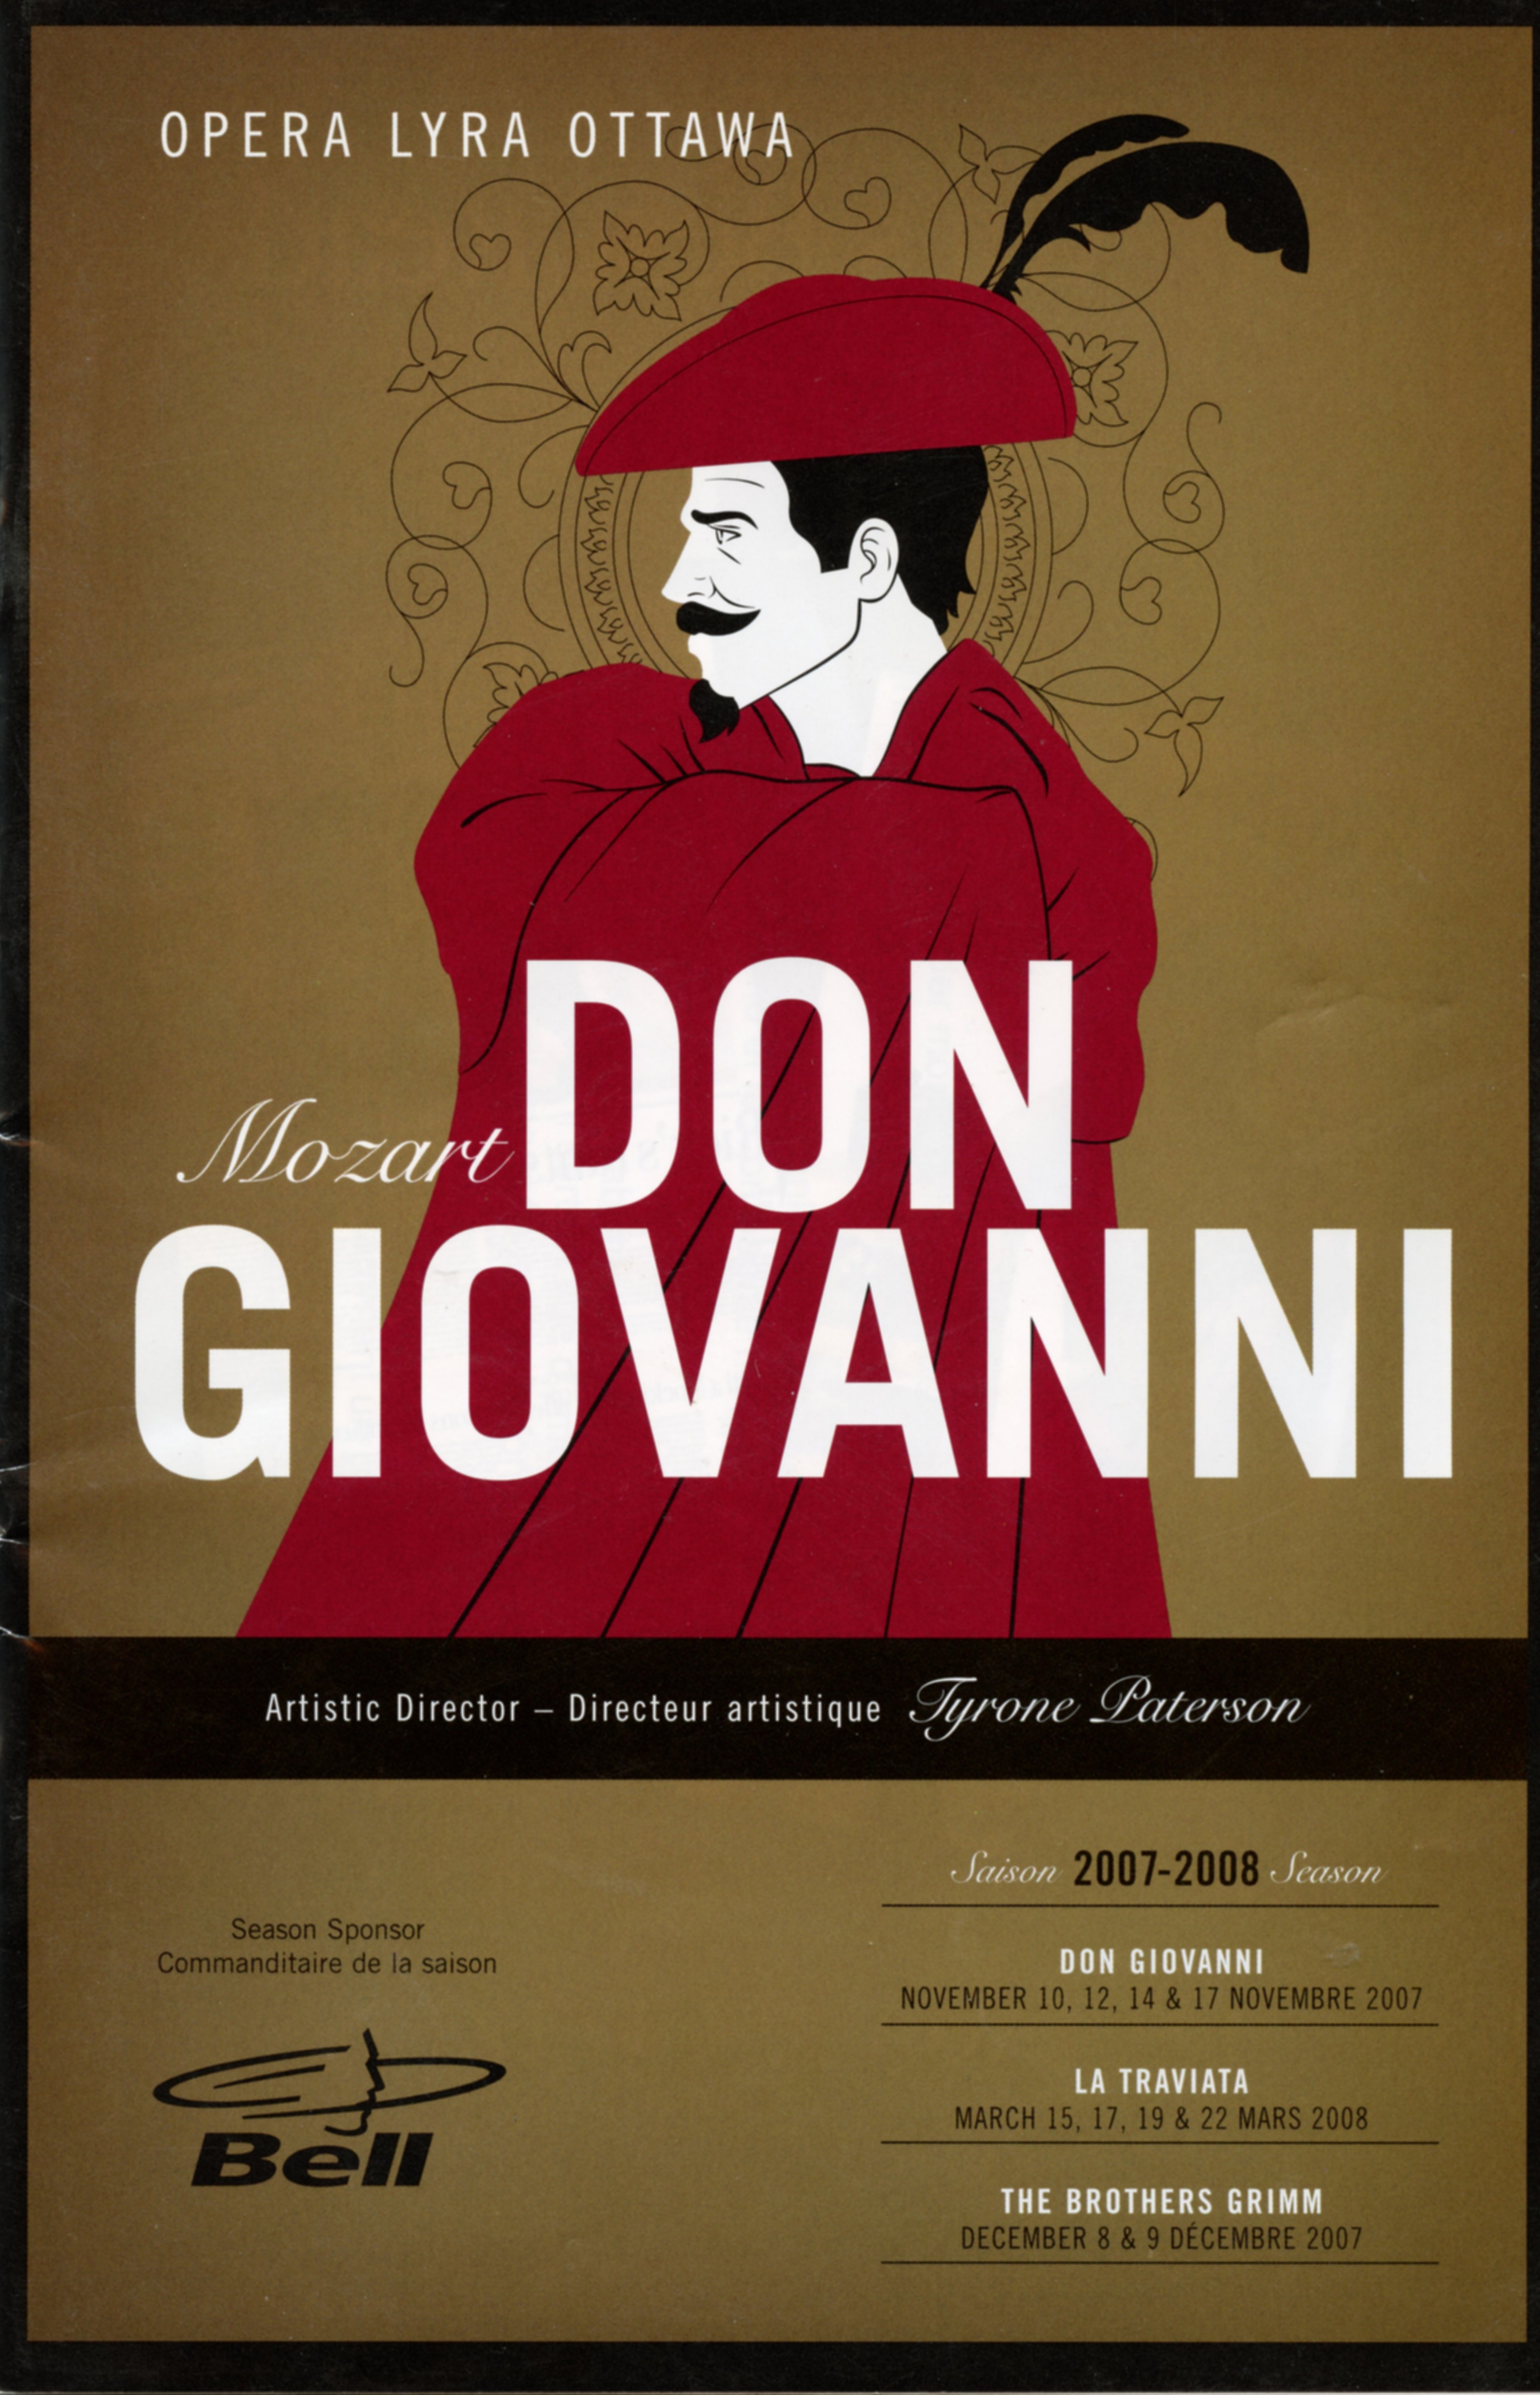 OPERA LYRA OTTAWA
Mozart DON
GIOVANNI
Artistic Director – Directeur artistique Tyrone Paterson
Season Sponsor
Commanditaire de la saison
Bell
Saison 2007-2008 Season
DON GIOVANNI
NOVEMBER 10, 12, 14 & 17 NOVEMBRE 2007
LA TRAVIATA
MARCH 15, 17, 19 & 22 MARS 2008
THE BROTHERS GRIMM
DECEMBER 8 & 9 DÉCEMBRE 2007